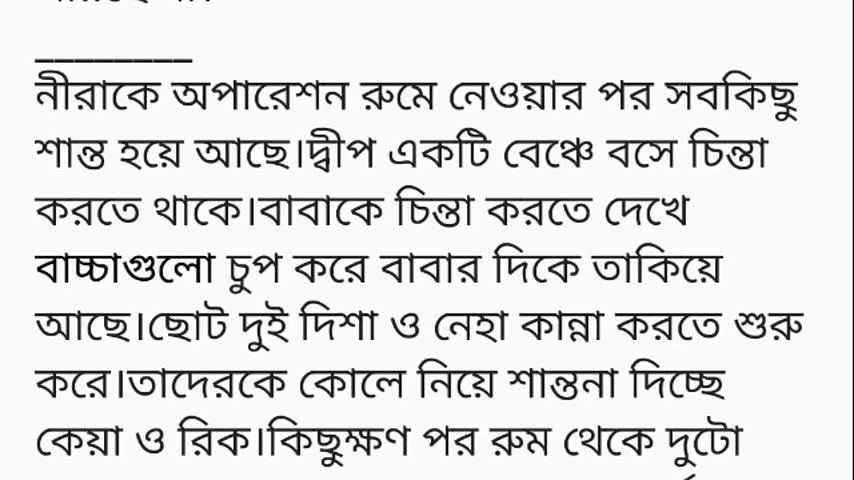 ________
নীরাকে অপারেশন রুমে নেওয়ার পর সবকিছু
শান্ত হয়ে আছে।দ্বীপ একটি বেঞ্চে বসে চিন্তা
করতে থাকে।বাবাকে চিন্তা করতে দেখে
বাচ্চাগুলো চুপ করে বাবার দিকে তাকিয়ে
আছে।ছোট দুই দিশা ও নেহা কান্না করতে শুরু
করে।তাদেরকে কোলে নিয়ে শান্তনা দিচ্ছে
কেয়া ও রিক।কিছুক্ষণ পর রুম থেকে দুটো